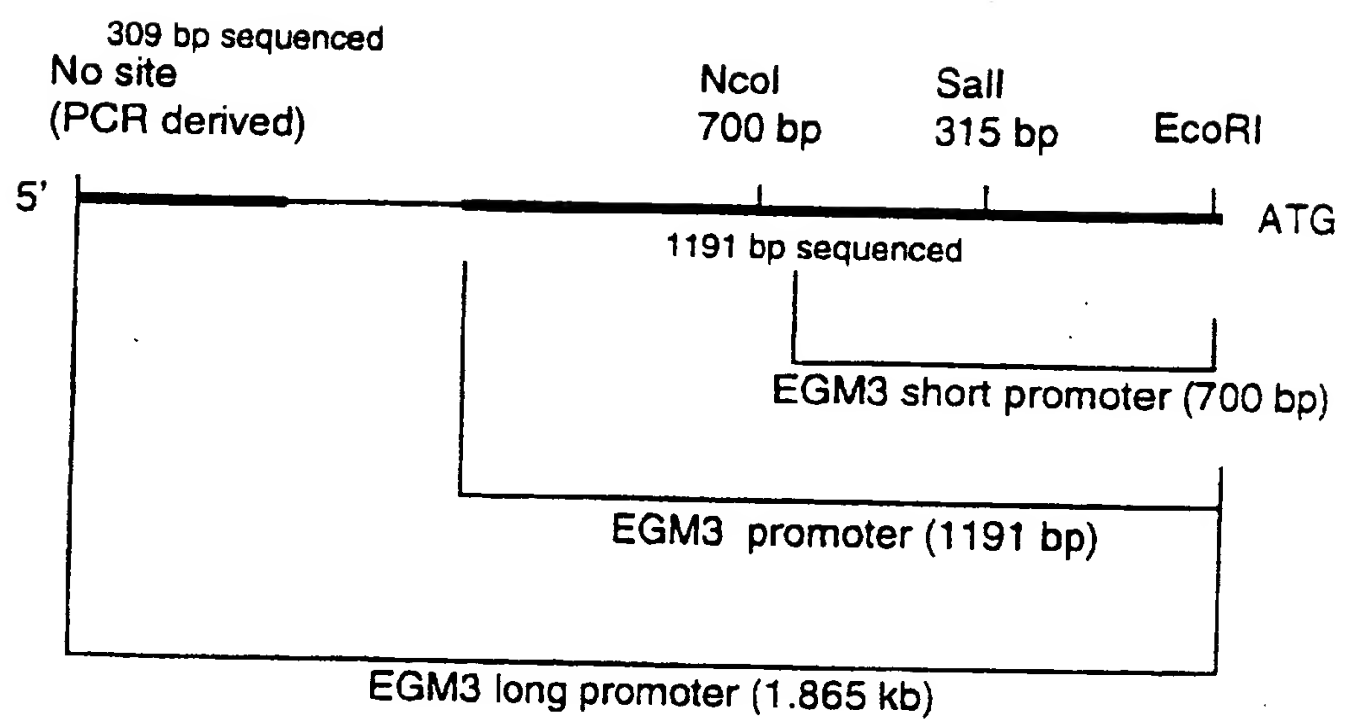 309 bp sequenced
No site
(PCR derived)
NcoI
700 bp
SalI
315 bp
EcoRI
5'
ATG
1191 bp sequenced
EGM3 short promoter (700 bp)
EGM3 promoter (1191 bp)
EGM3 long promoter (1.865 kb)